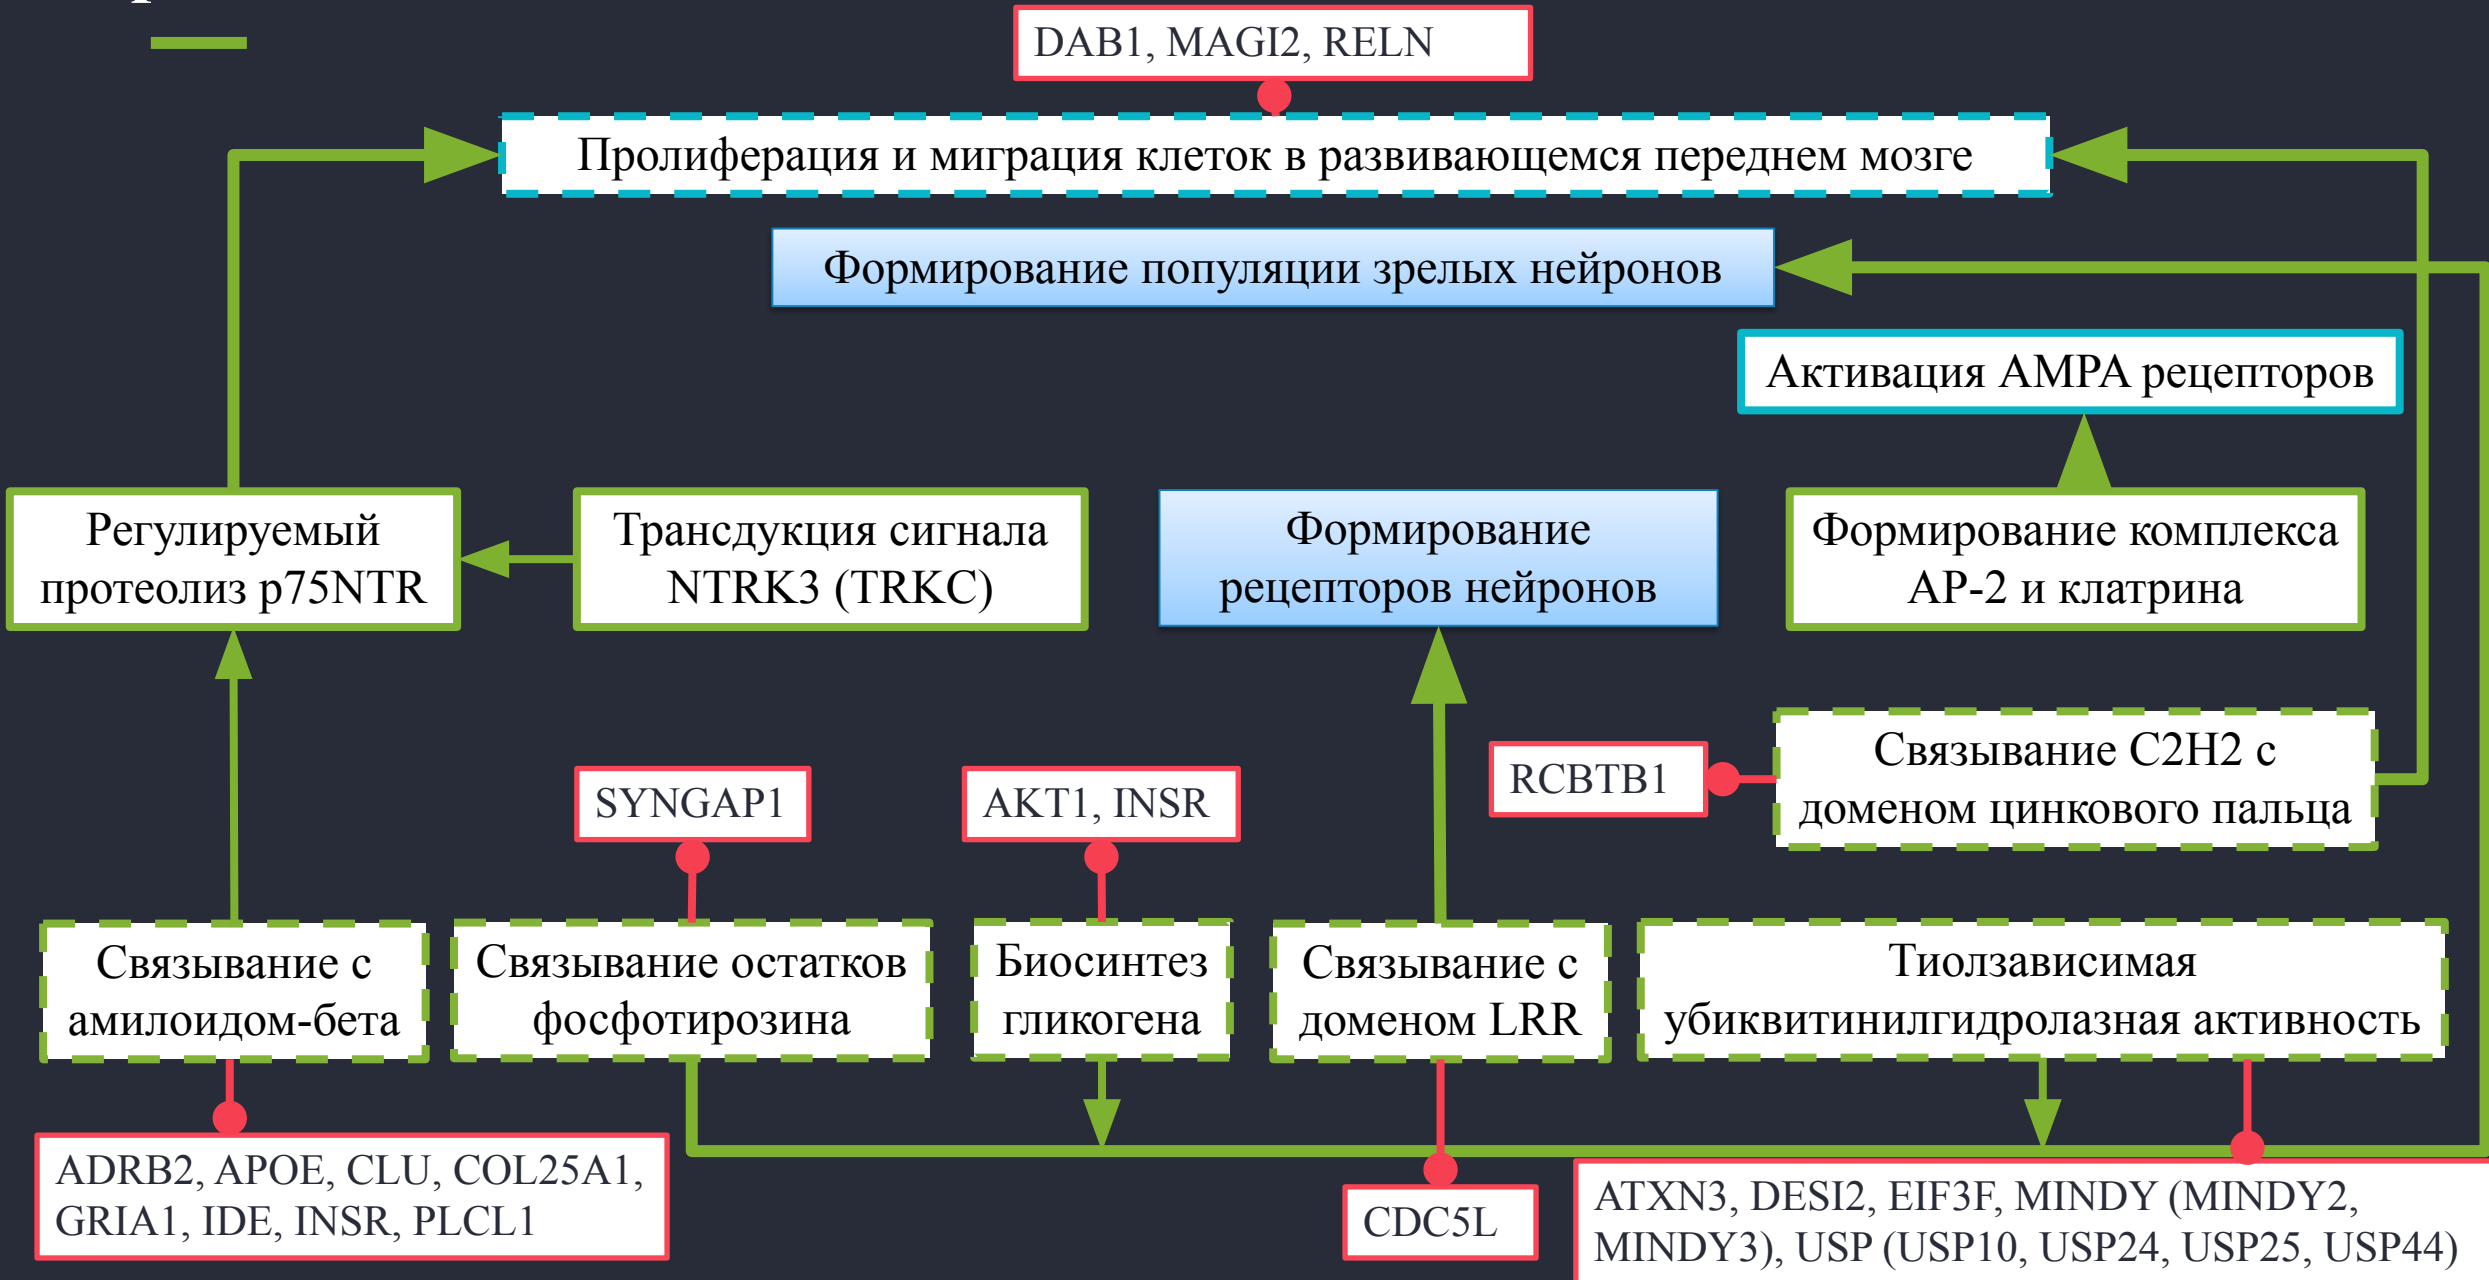 DAB1, MAGI2, RELN
Пролиферация и миграция клеток в развивающемся переднем мозге
Формирование популяции зрелых нейронов
Активация AMPA рецепторов
Регулируемый
протеолиз p75NTR
Трансдукция сигнала
NTRK3 (TRKC)
Формирование
рецепторов нейронов
Формирование комплекса
AP-2 и клатрина
SYNGAP1
AKT1, INSR
RCBTB1
Связывание C2H2 с
доменом цинкового пальца
Связывание с
амилоидом-бета
Связывание остатков
фосфотирозина
Биосинтез
гликогена
Связывание с
доменом LRR
Тиолзависимая
убиквитинилгидролазная активность
ADRB2, APOE, CLU, COL25A1,
GRIA1, IDE, INSR, PLCL1
CDC5L
ATXN3, DESI2, EIF3F, MINDY (MINDY2,
MINDY3), USP (USP10, USP24, USP25, USP44)